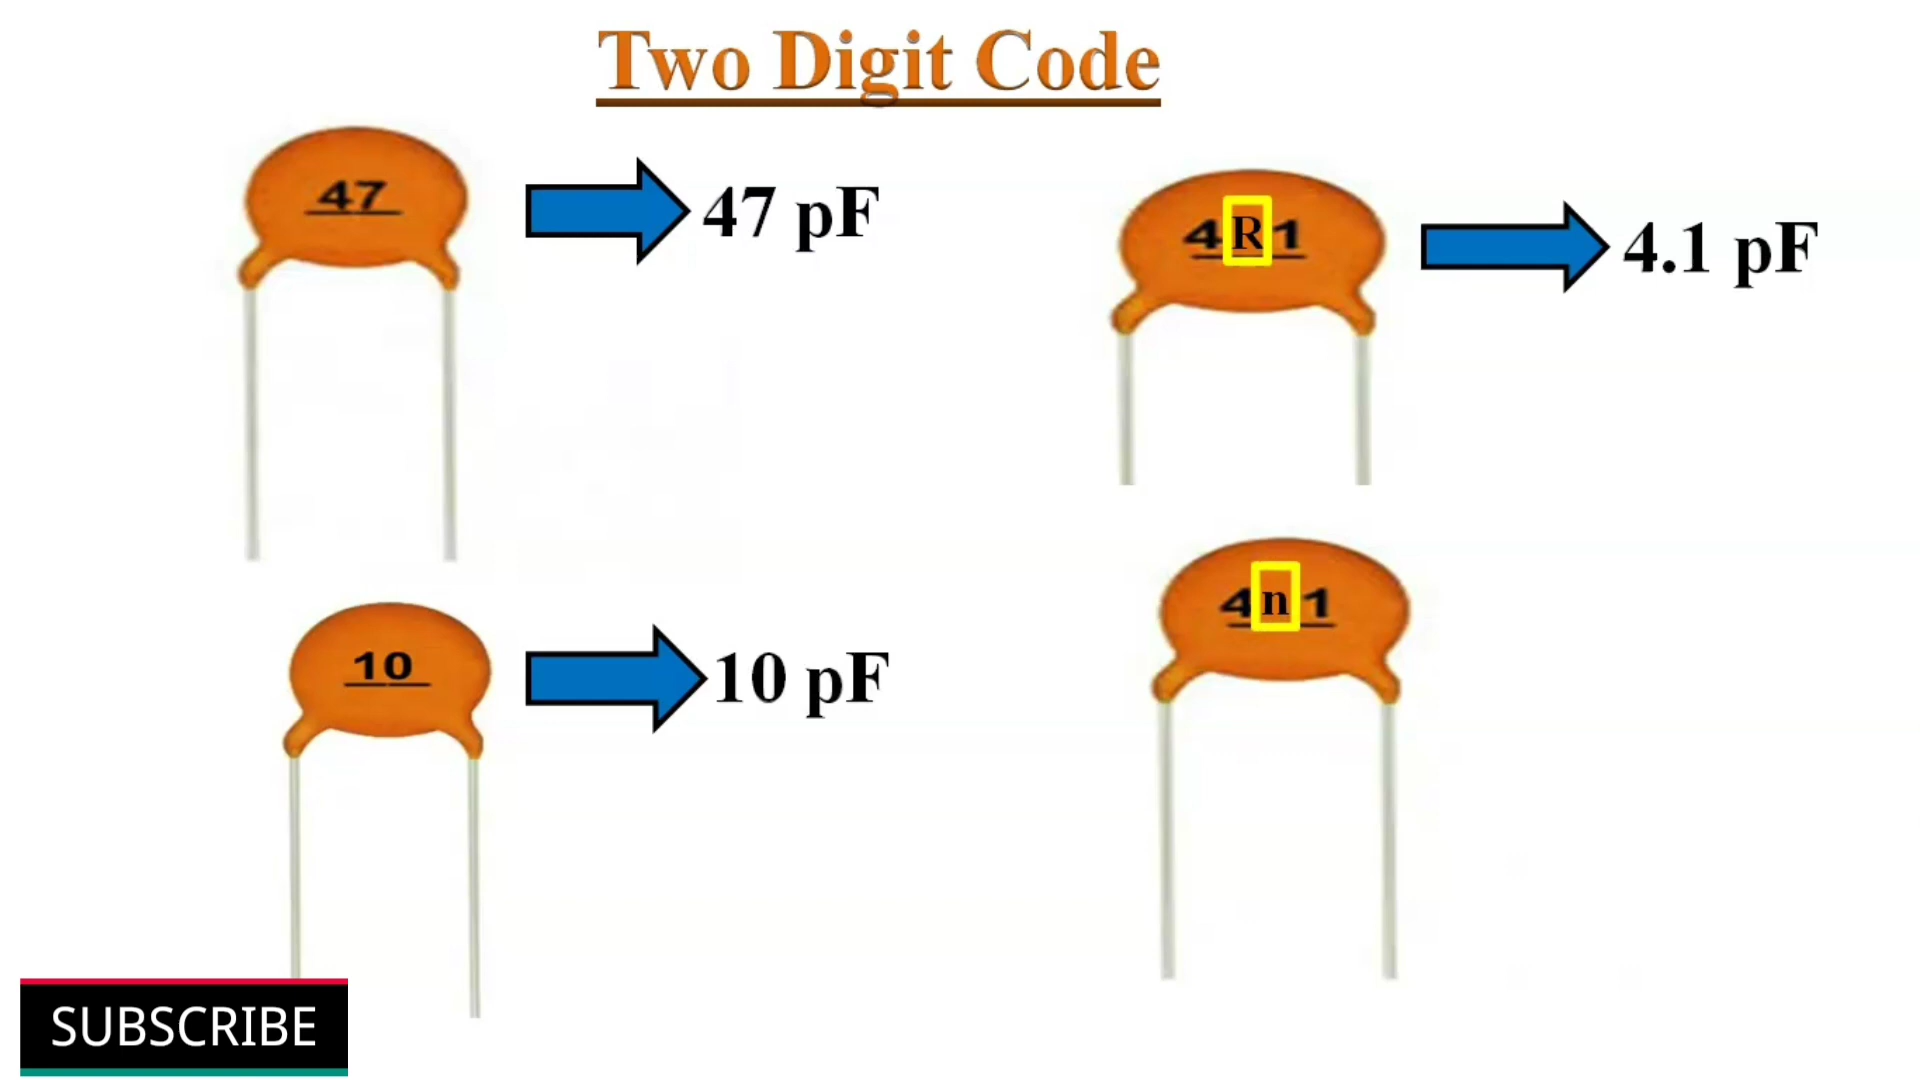 Two Digit Code
47
47 pF
4R1
4.1 pF
10
10 pF
4n1
SUBSCRIBE